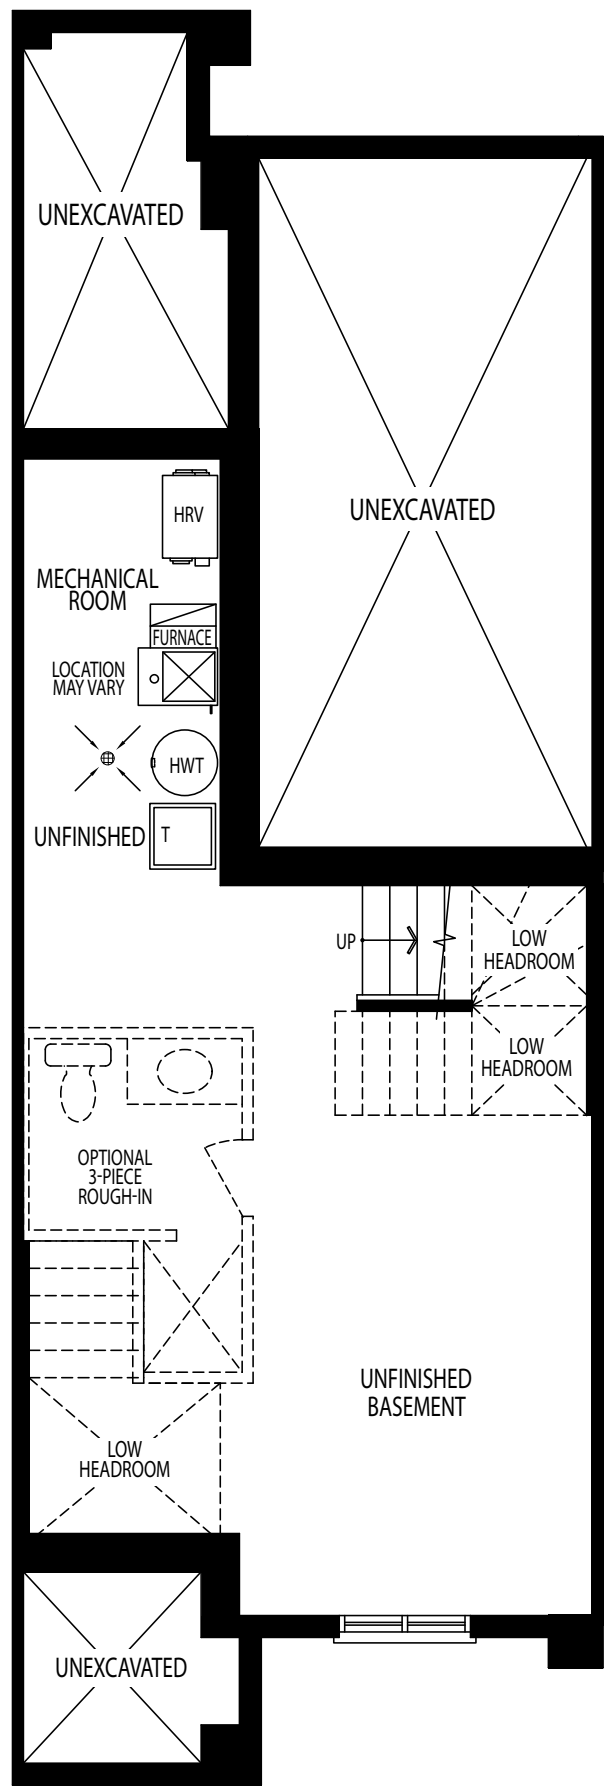 UNEXCAVATED
UNEXCAVATED
HRV
MECHANICAL
ROOM
FURNACE
LOCATION
MAY VARY
HWT
UNFINISHED
T
UP
LOW
HEADROOM
LOW
HEADROOM
OPTIONAL
3-PIECE
ROUGH-IN
UNFINISHED
BASEMENT
LOW
HEADROOM
UNEXCAVATED